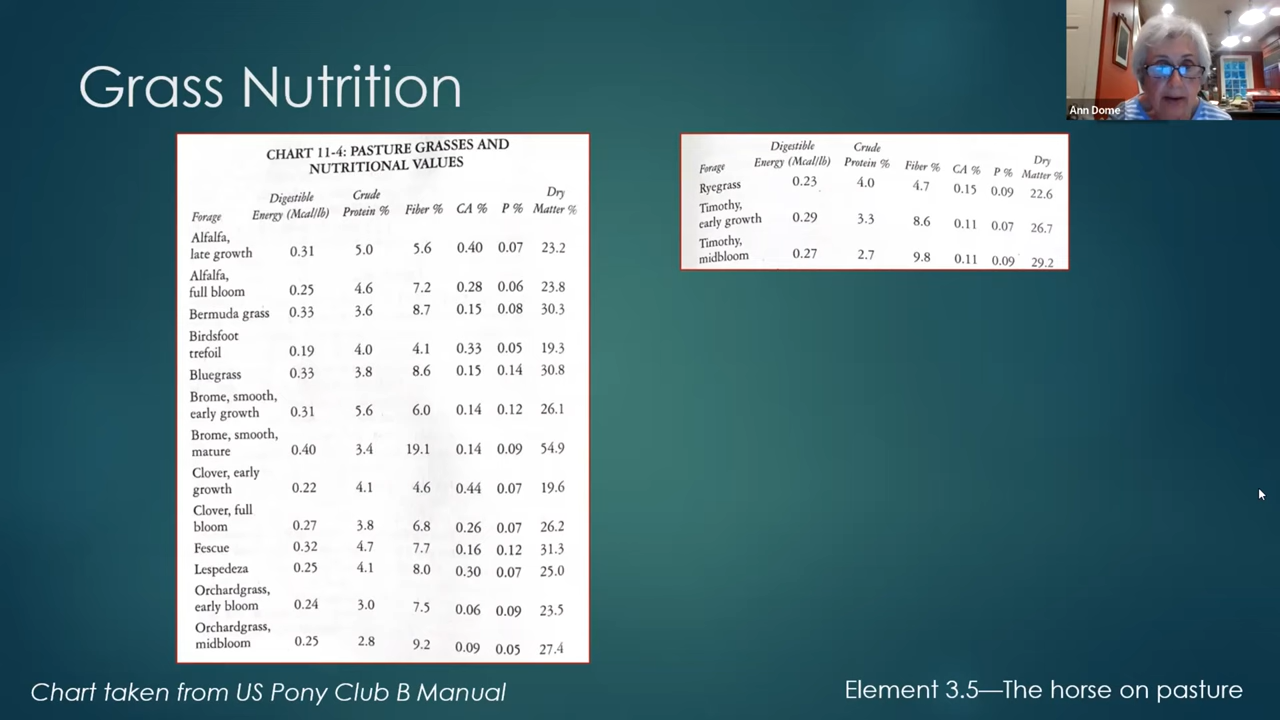 Grass Nutrition
Ann Dome
CHART 11-4: PASTURE GRASSES AND
NUTRITIONAL VALUES
Digestible Crude Dry
Forage Energy (Mcal/lb) Protein % Fiber % CA % P % Matter %
Alfalfa,
late growth 0.31 5.0 5.6 0.40 0.07 23.2
Alfalfa,
full bloom 0.25 4.6 7.2 0.28 0.06 23.8
Bermuda grass 0.33 3.6 8.7 0.15 0.08 30.3
Birdsfoot
trefoil 0.19 4.0 4.1 0.33 0.05 19.3
Bluegrass 0.33 3.8 8.6 0.15 0.14 30.8
Brome, smooth,
early growth 0.31 5.6 6.0 0.14 0.12 26.1
Brome, smooth,
mature 0.40 3.4 19.1 0.14 0.09 54.9
Clover, early
growth 0.22 4.1 4.6 0.44 0.07 19.6
Clover, full
bloom 0.27 3.8 6.8 0.26 0.07 26.2
Fescue 0.32 4.7 7.7 0.16 0.12 31.3
Lespedeza 0.25 4.1 8.0 0.30 0.07 25.0
Orchardgrass,
early bloom 0.24 3.0 7.5 0.06 0.09 23.5
Orchardgrass,
midbloom 0.25 2.8 9.2 0.09 0.05 27.4
Digestible Crude Dry
Forage Energy (Mcal/lb) Protein % Fiber % CA % P % Matter %
Ryegrass 0.23 4.0 4.7 0.15 0.09 22.6
Timothy,
early growth 0.29 3.3 8.6 0.11 0.07 26.7
Timothy,
midbloom 0.27 2.7 9.8 0.11 0.09 29.2
Chart taken from US Pony Club B Manual
Element 3.5—The horse on pasture